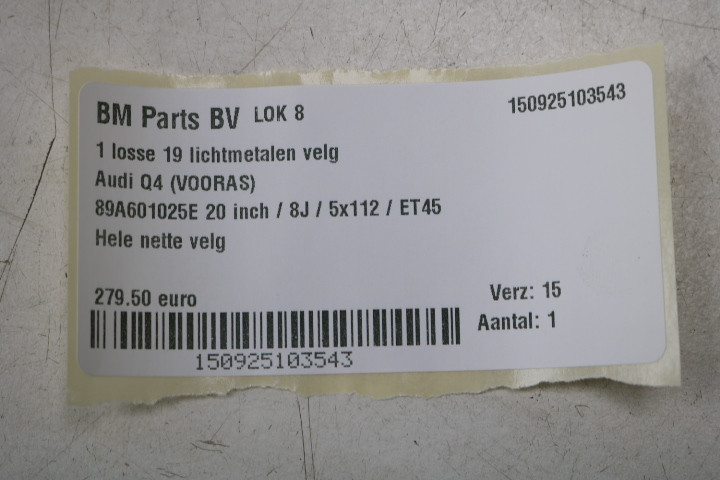 BM Parts BV LOK 8 150925103543
1 losse 19 lichtmetalen velg
Audi Q4 (VOORAS)
89A601025E 20 inch / 8J / 5x112 / ET45
Hele nette velg
279.50 euro Verz: 15
Aantal: 1
150925103543